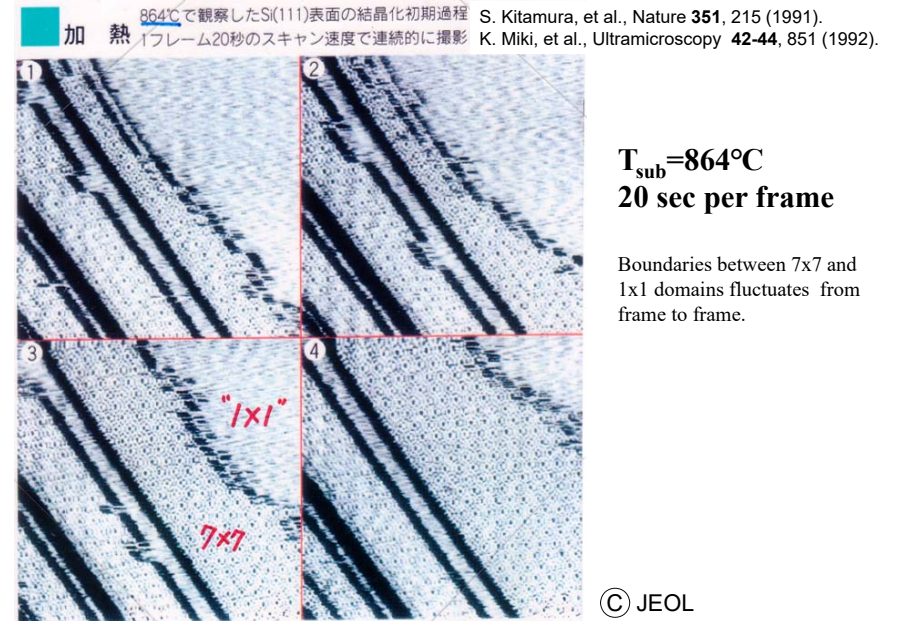 加 熱
864℃で観察したSi(111)表面の結晶化初期過程
1フレーム20秒のスキャン速度で連続的に撮影
S. Kitamura, et al., Nature 351, 215 (1991).
K. Miki, et al., Ultramicroscopy 42-44, 851 (1992).
1
2
3
4
"1×1"
7×7
Tsub=864℃
20 sec per frame
Boundaries between 7x7 and
1x1 domains fluctuates from
frame to frame.
Ⓒ JEOL